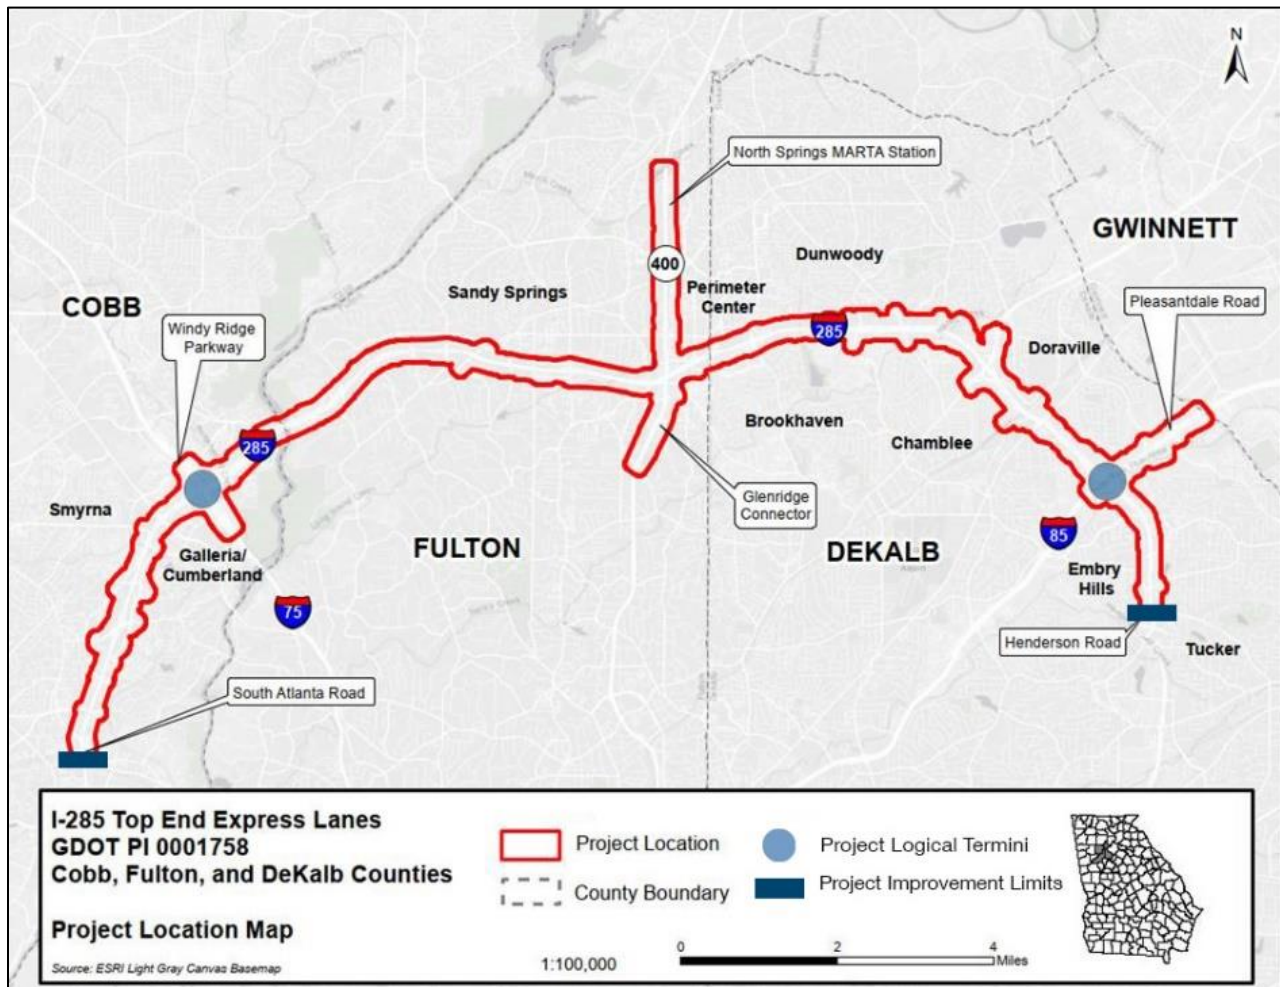 N
North Springs MARTA Station
GWINNETT
Dunwoody
400
Perimeter
Center
Sandy Springs
COBB
Pleasantdale Road
Windy Ridge
Parkway
285
Doraville
Brookhaven
Chamblee
285
Smyrna
Glenridge
Connector
Galleria/
Cumberland
FULTON
DEKALB
85
Embry
Hills
75
Henderson Road
Tucker
South Atlanta Road
I-285 Top End Express Lanes
GDOT PI 0001758
Cobb, Fulton, and DeKalb Counties
Project Location Map
Source: ESRI Light Gray Canvas Basemap
Project Location
County Boundary
Project Logical Termini
Project Improvement Limits
1:100,000
0 2 4
Miles